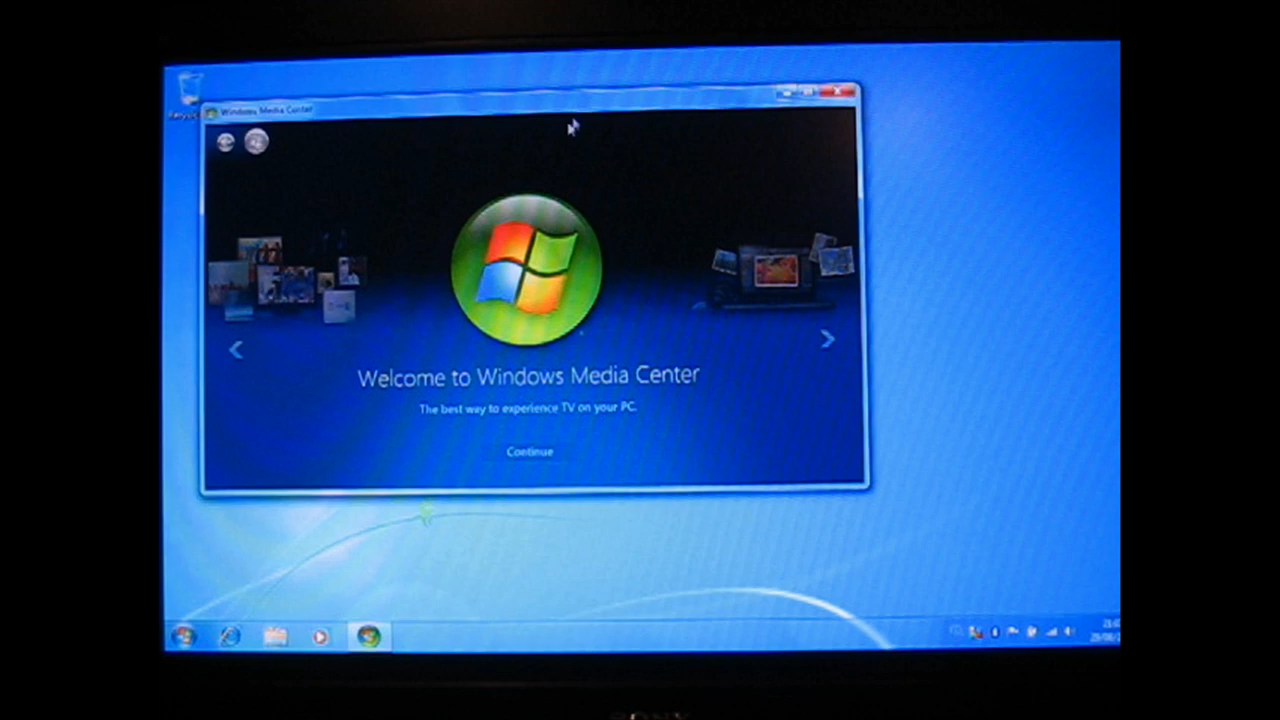 Windows Media Center
Welcome to Windows Media Center
The best way to experience TV on your PC.
Continue